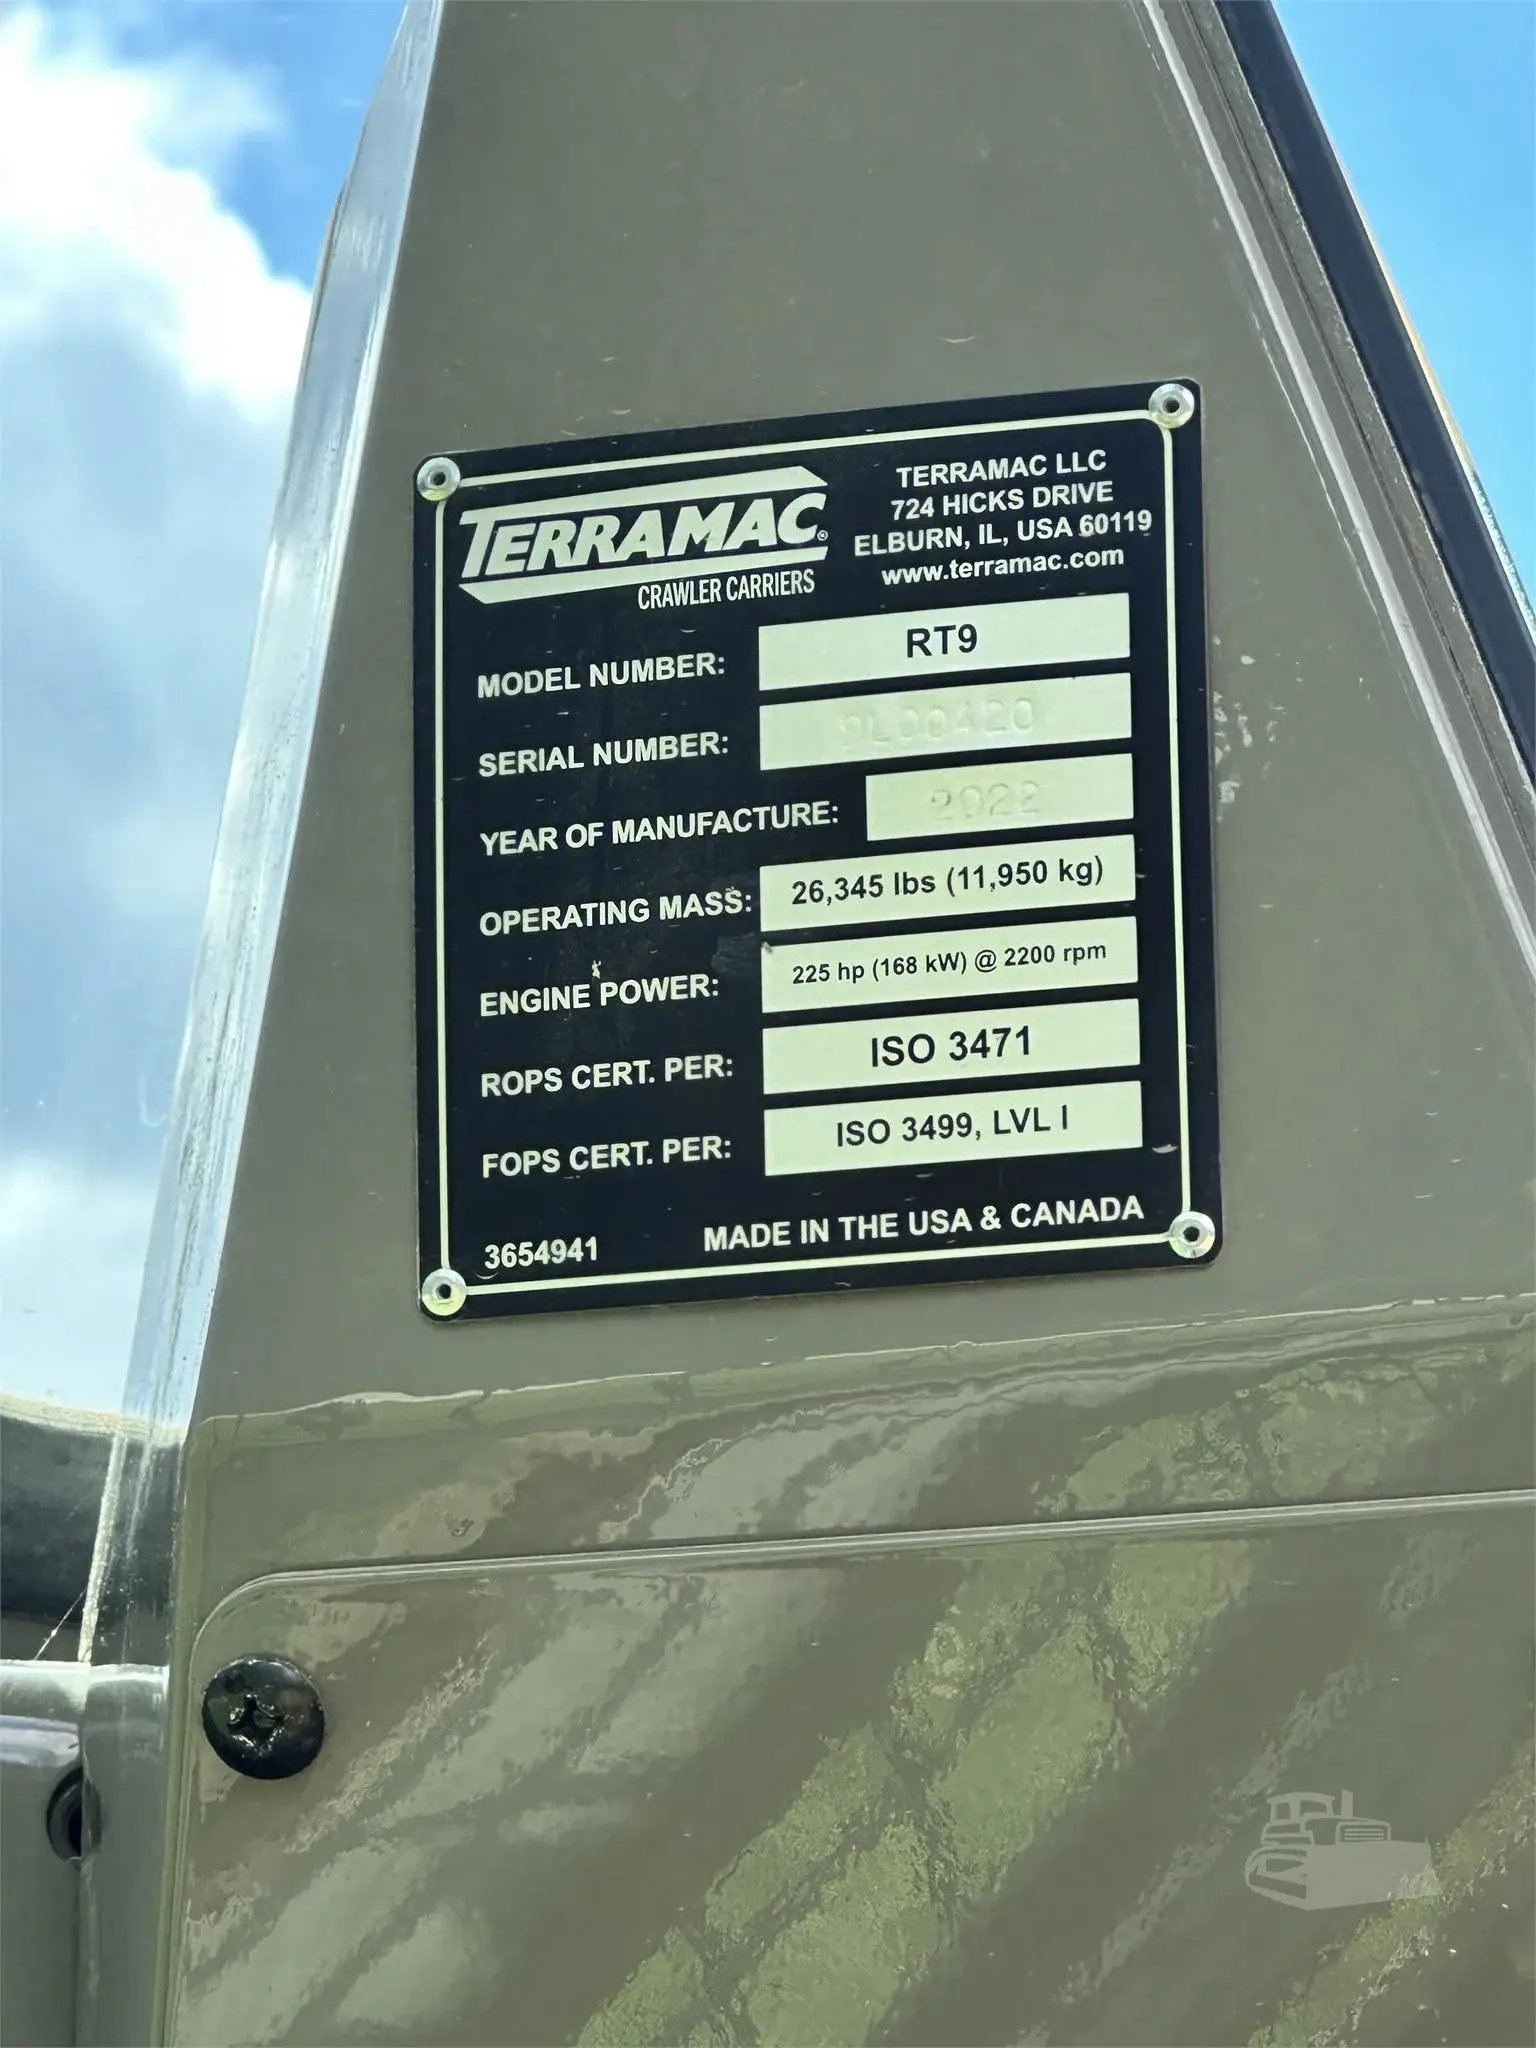 TERRAMAC®
CRAWLER CARRIERS
TERRAMAC LLC
724 HICKS DRIVE
ELBURN, IL, USA 60119
www.terramac.com
MODEL NUMBER: RT9
SERIAL NUMBER: 9L00420
YEAR OF MANUFACTURE: 2022
OPERATING MASS: 26,345 lbs (11,950 kg)
ENGINE POWER: 225 hp (168 kW) @ 2200 rpm
ROPS CERT. PER: ISO 3471
FOPS CERT. PER: ISO 3499, LVL I
3654941 MADE IN THE USA & CANADA